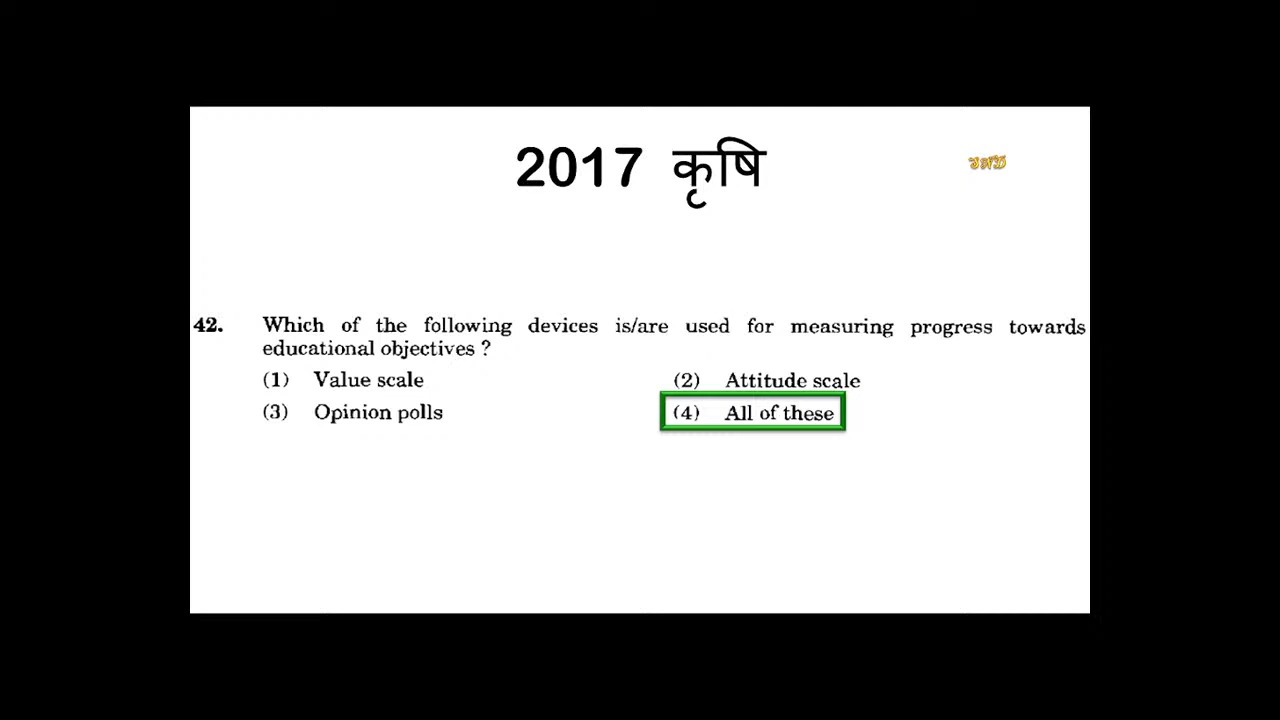 2017 कृषि
42. Which of the following devices is/are used for measuring progress towards
educational objectives ?
(1) Value scale (2) Attitude scale
(3) Opinion polls (4) All of these